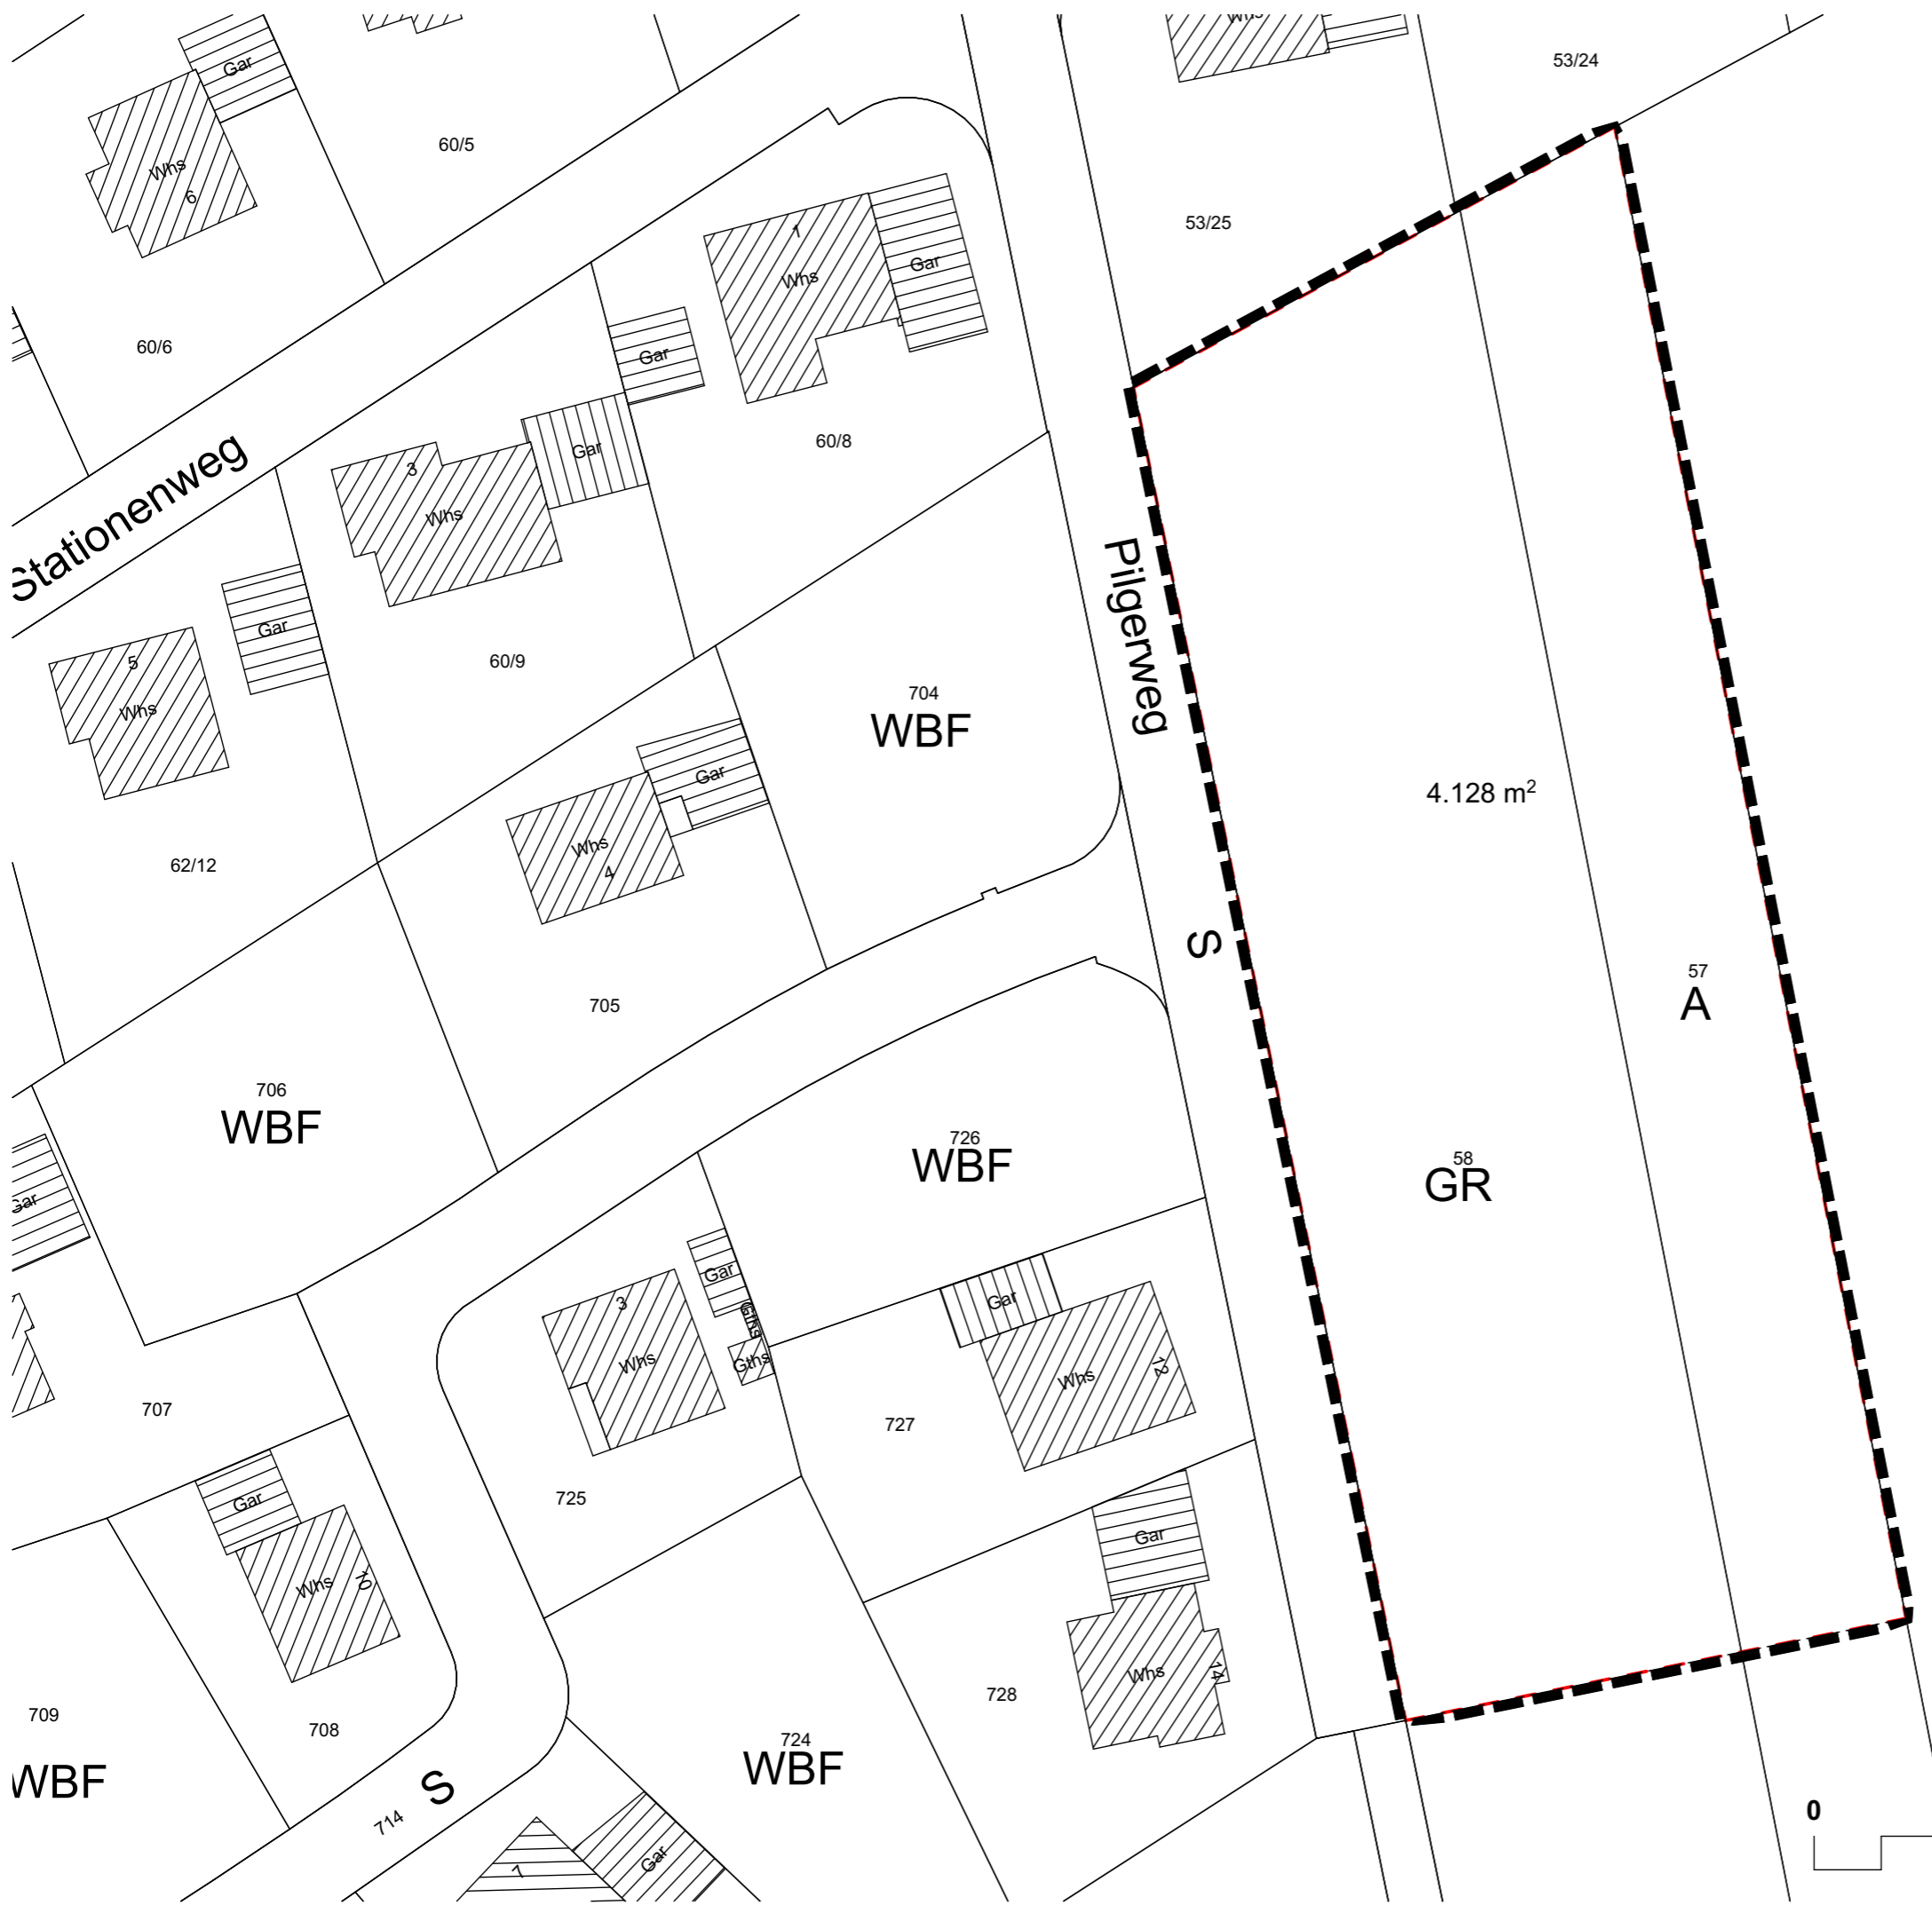 Whs
53/24
Gar
60/5
Whs
6
53/25
1
Whs
Gar
60/6
Gar
60/8
Gar
3
Whs
Stationenweg
Pilgerweg
Gar
5
Whs
60/9
704
WBF
Gar
4.128 m²
Whs
4
62/12
S
57
A
705
706
WBF
726
WBF
58
GR
Gar
Gar
3
Whs
Gths
Gths
Gar
Whs
12
707
727
725
Gar
Whs
10
Gar
Whs
14
728
709
WBF
708
724
WBF
714
S
7
Gar
0